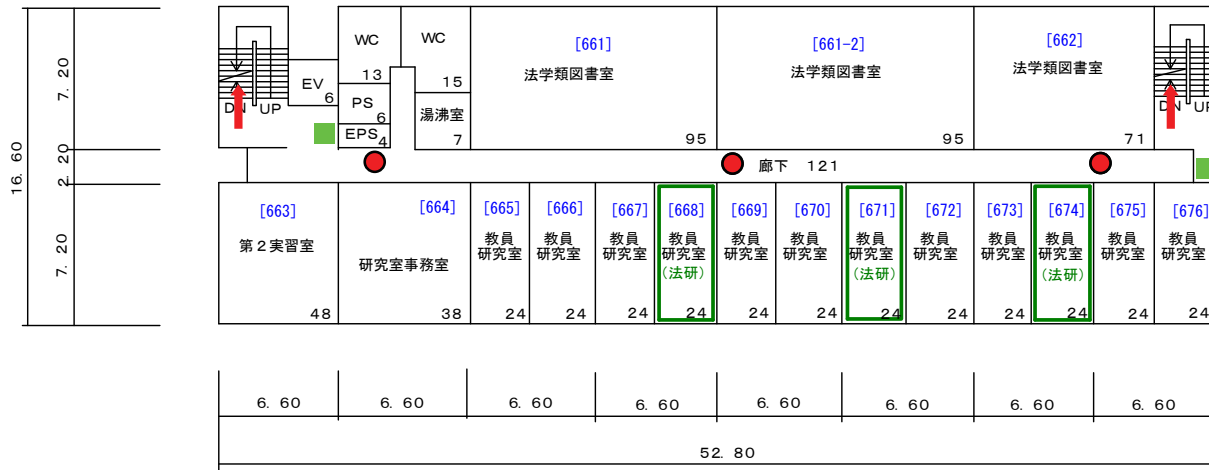 WC
WC
[661]
[661-2]
[662]
法学類図書室
法学類図書室
法学類図書室
7. 20
EV
6
13
15
PS
6
湯沸室
DN UP
DN UP
EPS
4
7
95
95
71
16. 60
2. 20
廊下 121
[663]
[664]
[665]
[666]
[667]
[668]
[669]
[670]
[671]
[672]
[673]
[674]
[675]
[676]
第2実習室
研究室事務室
教員
研究室
教員
研究室
教員
研究室
教員
研究室
(法研)
教員
研究室
教員
研究室
教員
研究室
(法研)
教員
研究室
教員
研究室
教員
研究室
(法研)
教員
研究室
教員
研究室
7. 20
48
38
24
24
24
24
24
24
24
24
24
24
24
24
6. 60
6. 60
6. 60
6. 60
6. 60
6. 60
6. 60
6. 60
52. 80